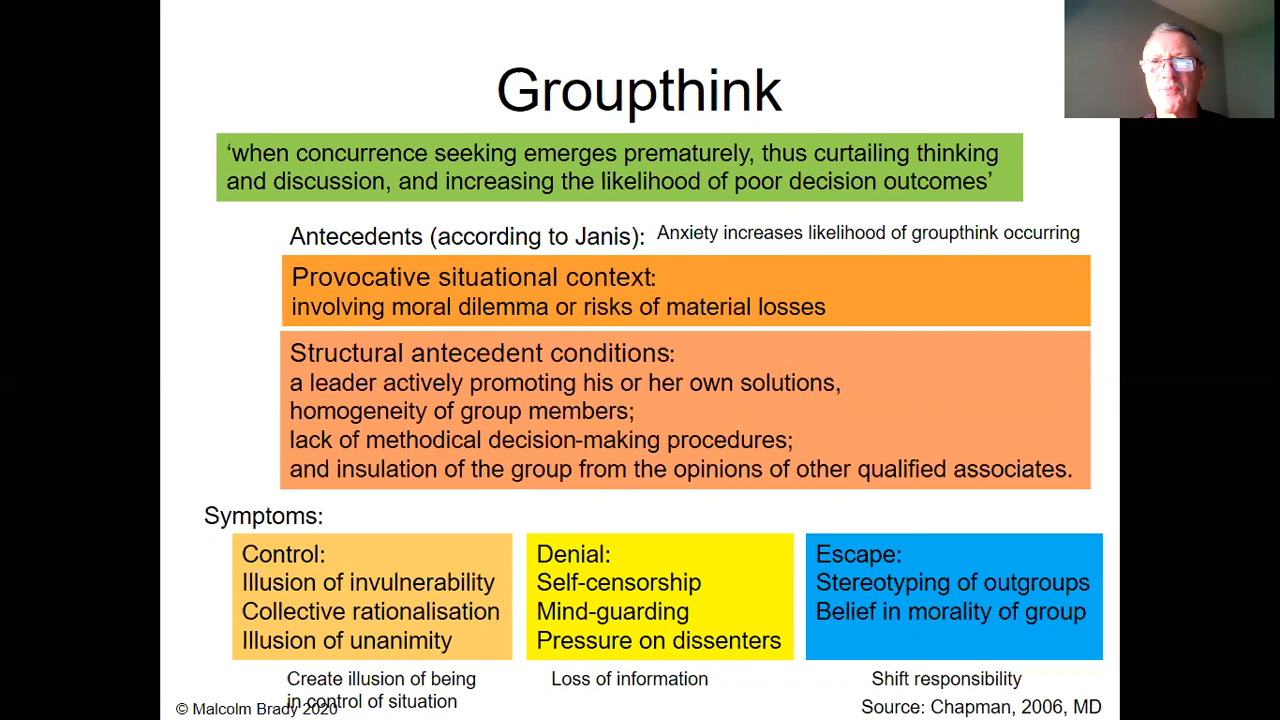 Groupthink
‘when concurrence seeking emerges prematurely, thus curtailing thinking
and discussion, and increasing the likelihood of poor decision outcomes’
Antecedents (according to Janis): Anxiety increases likelihood of groupthink occurring
Provocative situational context:
involving moral dilemma or risks of material losses
Structural antecedent conditions:
a leader actively promoting his or her own solutions,
homogeneity of group members;
lack of methodical decision-making procedures;
and insulation of the group from the opinions of other qualified associates.
Symptoms:
Control:
Illusion of invulnerability
Collective rationalisation
Illusion of unanimity
Create illusion of being
in control of situation
Denial:
Self-censorship
Mind-guarding
Pressure on dissenters
Loss of information
Escape:
Stereotyping of outgroups
Belief in morality of group
Shift responsibility
© Malcolm Brady 2020
Source: Chapman, 2006, MD